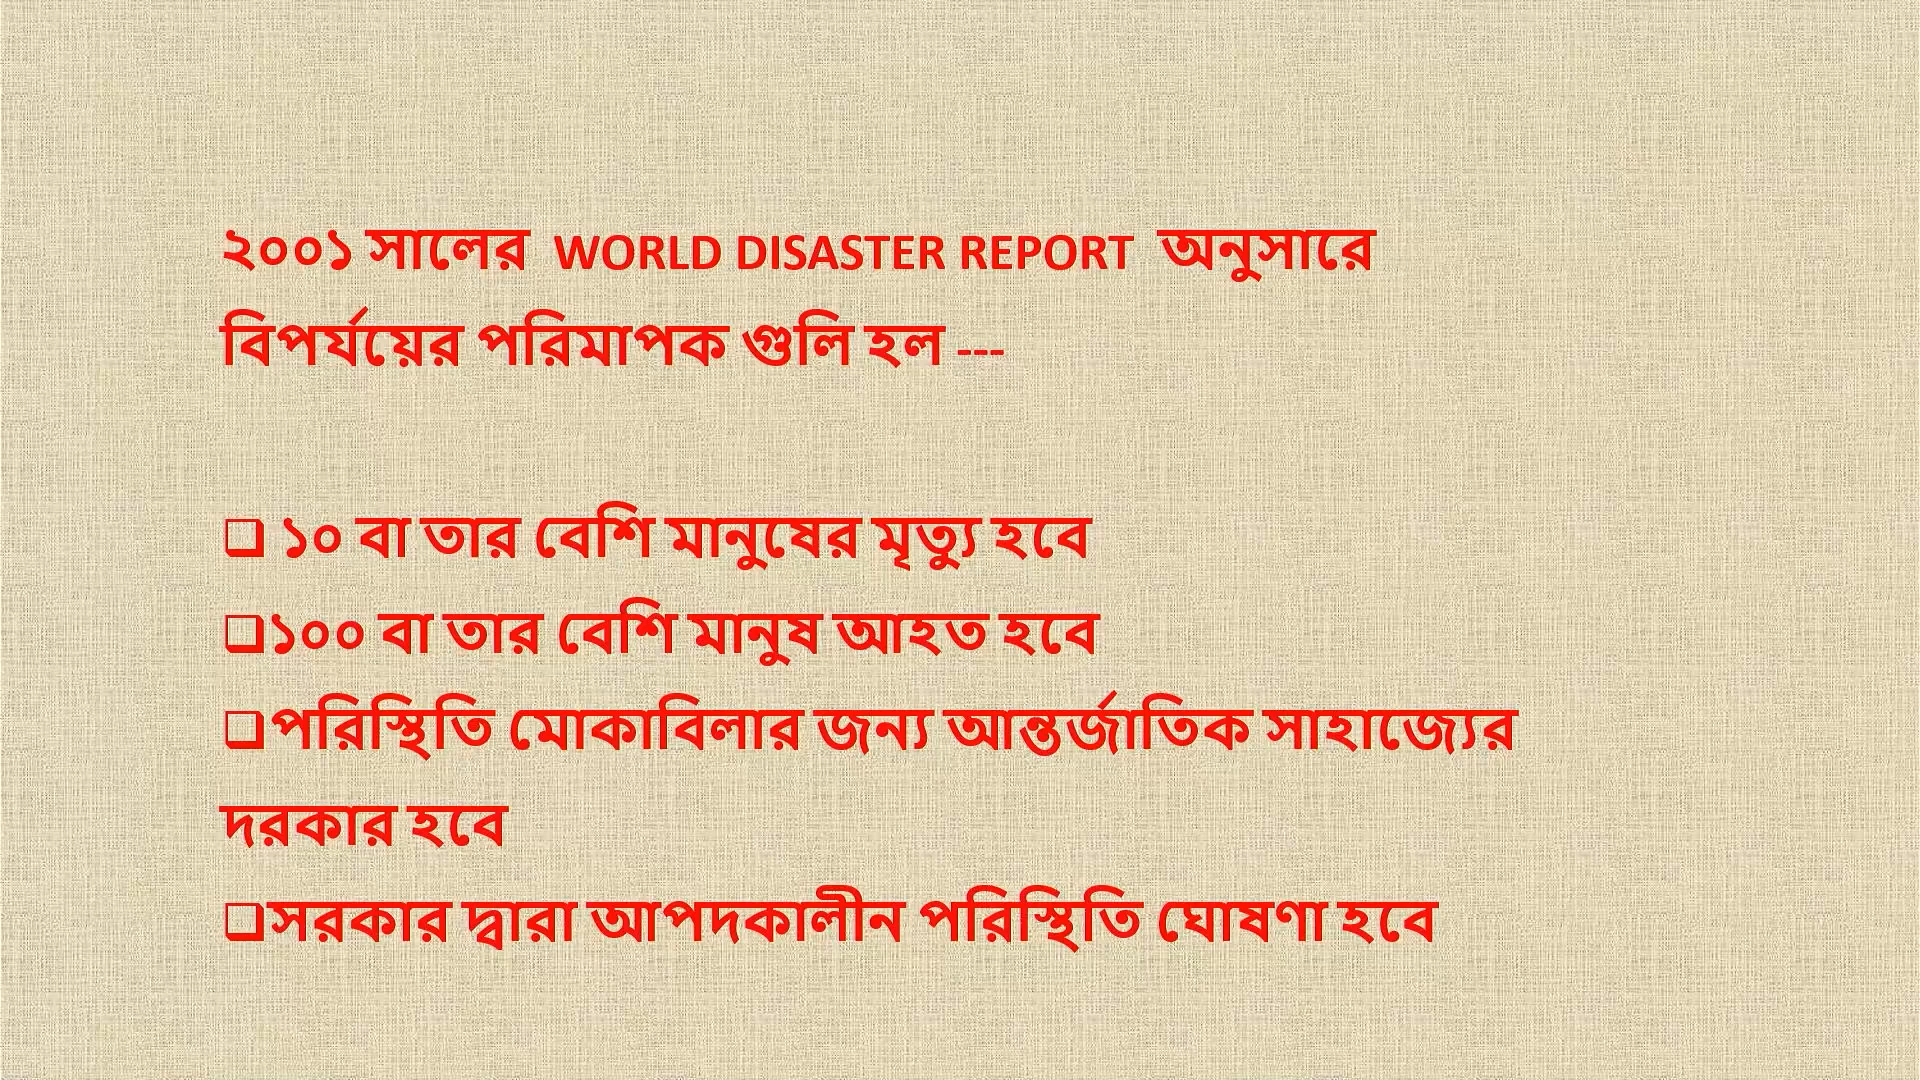 ২০০১ সালের WORLD DISASTER REPORT অনুসারে
বিপর্যয়ের পরিমাপক গুলি হল ---
❑ ১০ বা তার বেশি মানুষের মৃত্যু হবে
❑১০০ বা তার বেশি মানুষ আহত হবে
❑পরিস্থিতি মোকাবিলার জন্য আন্তর্জাতিক সাহাজ্যের
দরকার হবে
❑সরকার দ্বারা আপদকালীন পরিস্থিতি ঘোষণা হবে